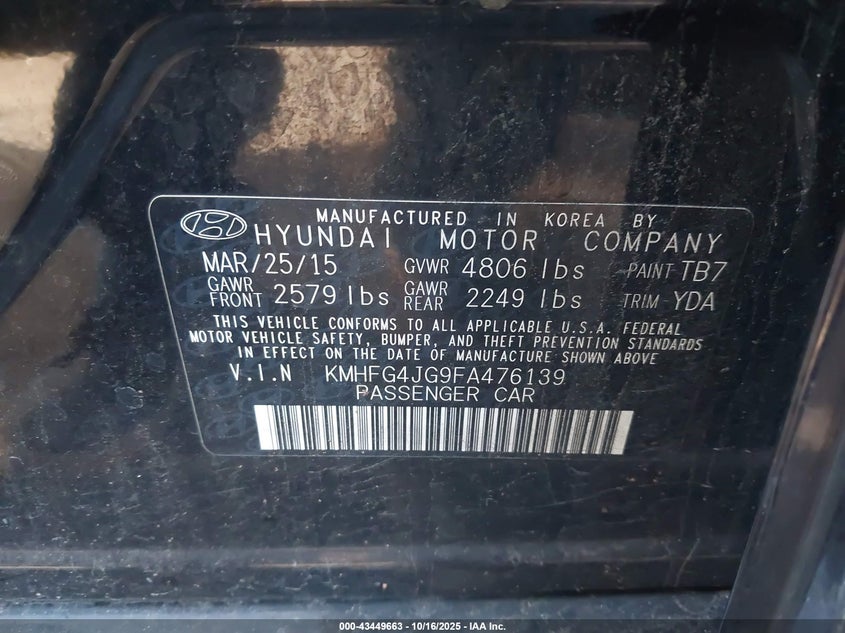 MANUFACTURED IN KOREA BY
HYUNDAI MOTOR COMPANY
MAR/25/15 GVWR 4806 lbs PAINT TB7
GAWR FRONT 2579 lbs GAWR REAR 2249 lbs TRIM YDA
THIS VEHICLE CONFORMS TO ALL APPLICABLE U.S.A. FEDERAL
MOTOR VEHICLE SAFETY, BUMPER, AND THEFT PREVENTION STANDARDS
IN EFFECT ON THE DATE OF MANUFACTURE SHOWN ABOVE
V.I.N KMHFG4JG9FA476139
PASSENGER CAR
000-43449663 - 10/16/2025 - IAA Inc.